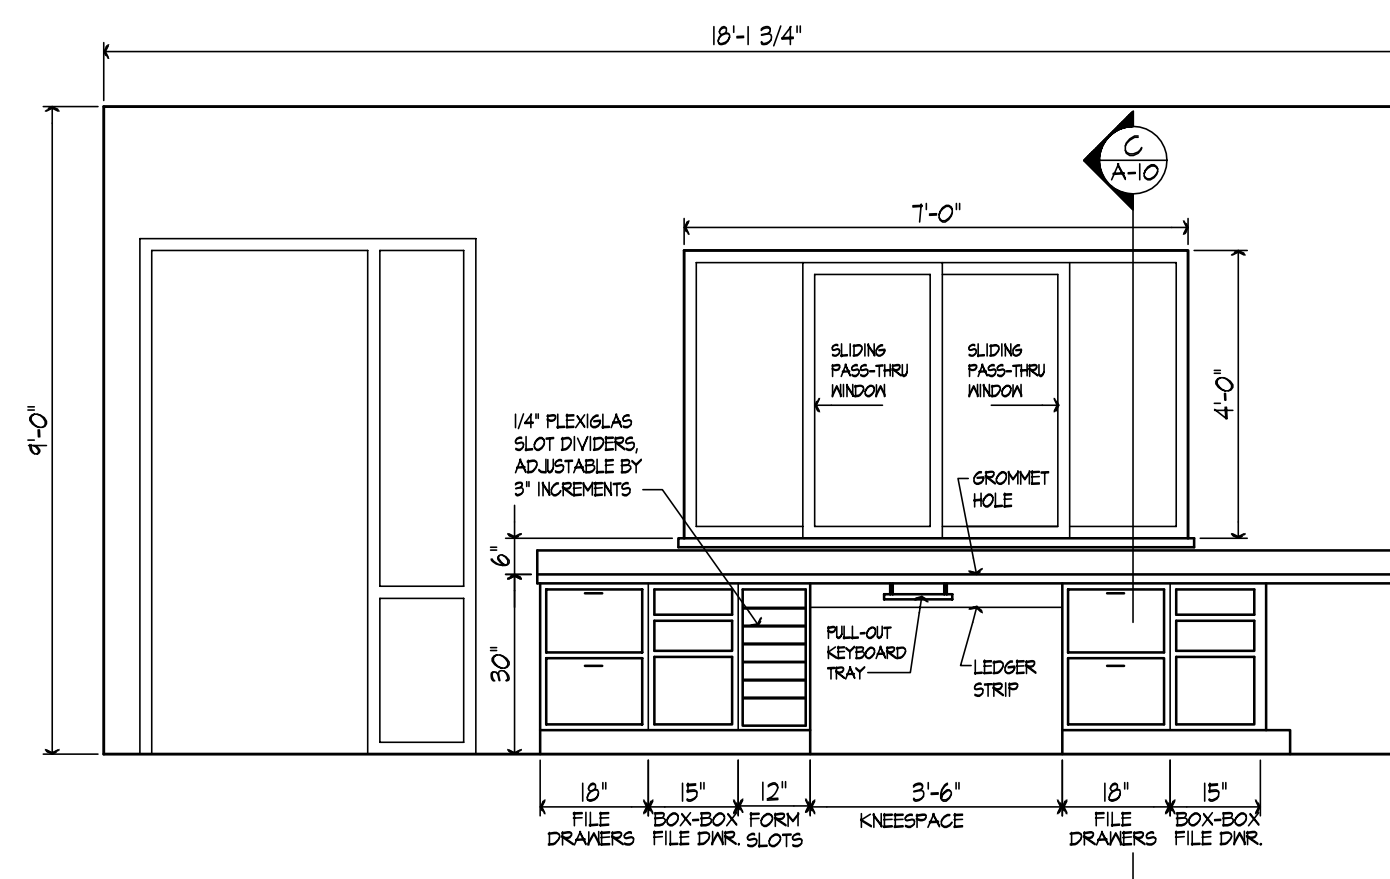 18'-1 3/4"
C
A-10
7'-0"
9'-0"
4'-0"
SLIDING
PASS-THRU
WINDOW
SLIDING
PASS-THRU
WINDOW
1/4" PLEXIGLAS
SLOT DIVIDERS,
ADJUSTABLE BY
3" INCREMENTS
GROMMET
HOLE
6"
30"
PULL-OUT
KEYBOARD
TRAY
LEDGER
STRIP
18"
FILE
DRAWERS
15"
BOX-BOX
FILE DWR.
12"
FORM
SLOTS
3'-6"
KNEESPACE
18"
FILE
DRAWERS
15"
BOX-BOX
FILE DWR.